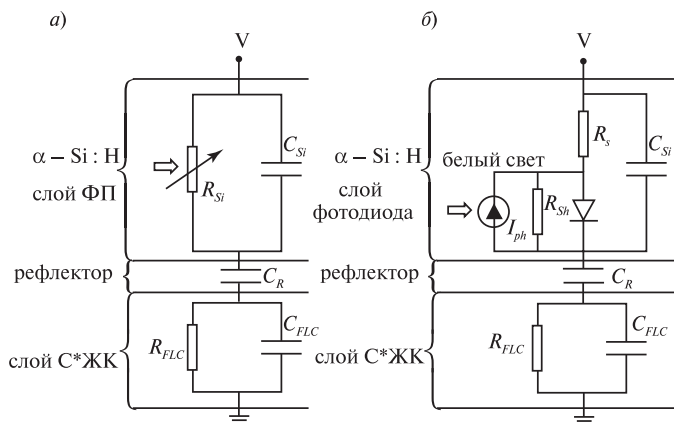 а)
V
α – Si : H
слой ФП
R_Si
C_Si
рефлектор
C_R
слой С*ЖК
R_FLC
C_FLC
б)
V
α – Si : H
слой
фотодиода
белый свет
R_s
C_Si
R_Sh
I_ph
рефлектор
C_R
слой С*ЖК
R_FLC
C_FLC